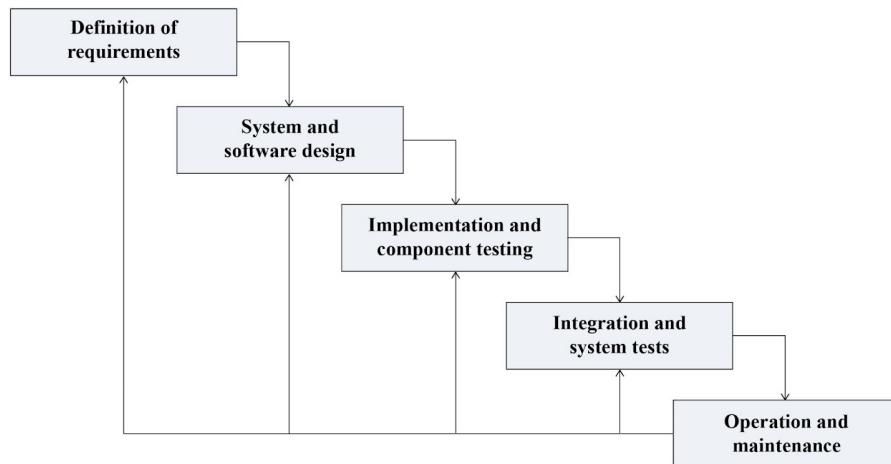 Definition of
requirements
System and
software design
Implementation and
component testing
Integration and
system tests
Operation and
maintenance